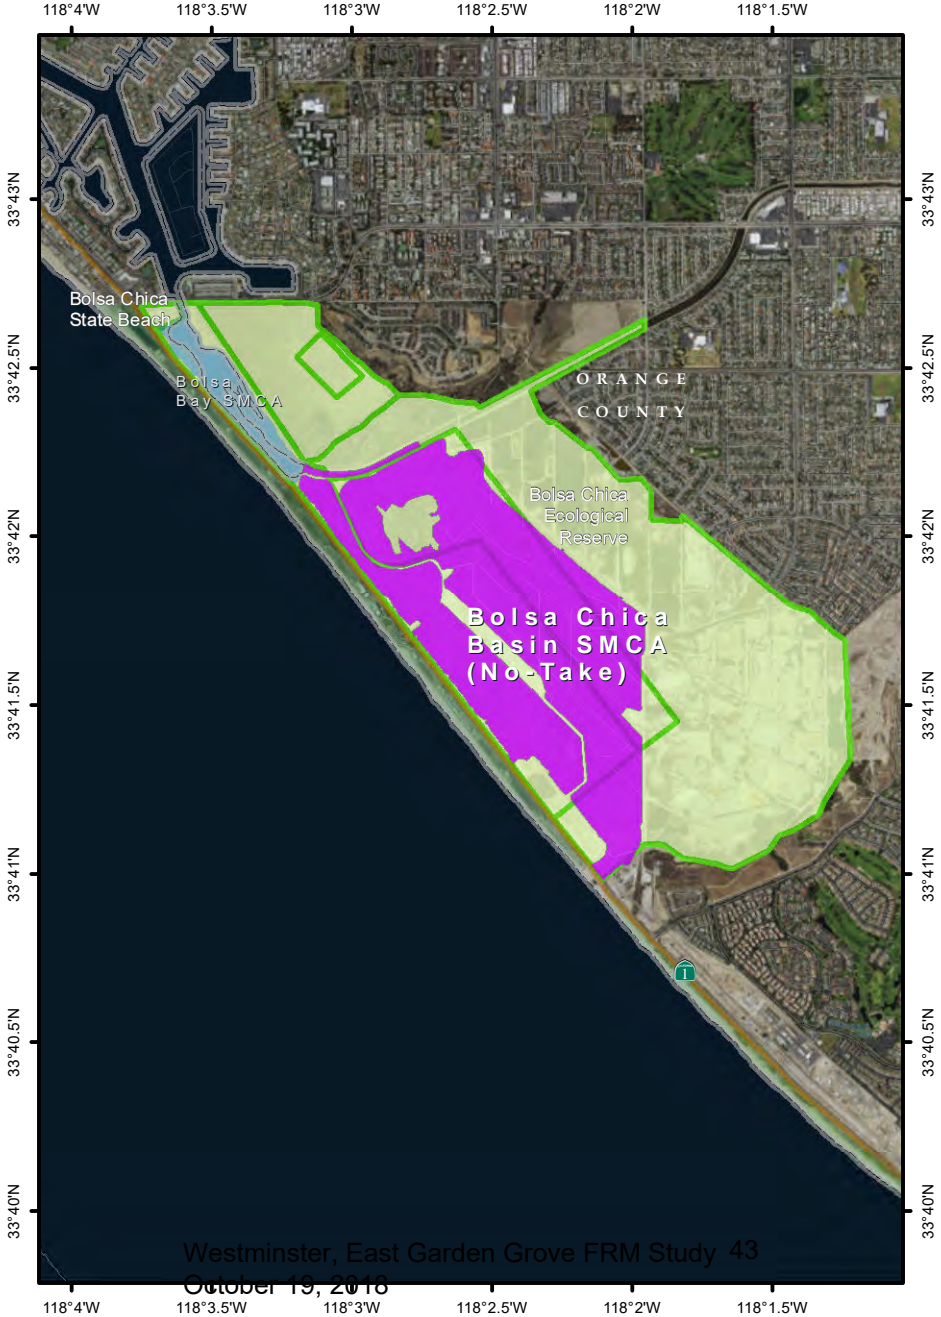 118°4'W 118°3.5'W 118°3'W 118°2.5'W 118°2'W 118°1.5'W
33°43'N 33°43'N
Bolsa Chica
State Beach
33°42.5'N 33°42.5'N
Bolsa
Bay SMCA
ORANGE
COUNTY
Bolsa Chica
Ecological
Reserve
33°42'N 33°42'N
Bolsa Chica
Basin SMCA
(No-Take)
33°41.5'N 33°41.5'N
33°41'N 33°41'N
1
33°40.5'N 33°40.5'N
33°40'N 33°40'N
Westminster, East Garden Grove FRM Study 43
October 19, 2018
118°4'W 118°3.5'W 118°3'W 118°2.5'W 118°2'W 118°1.5'W